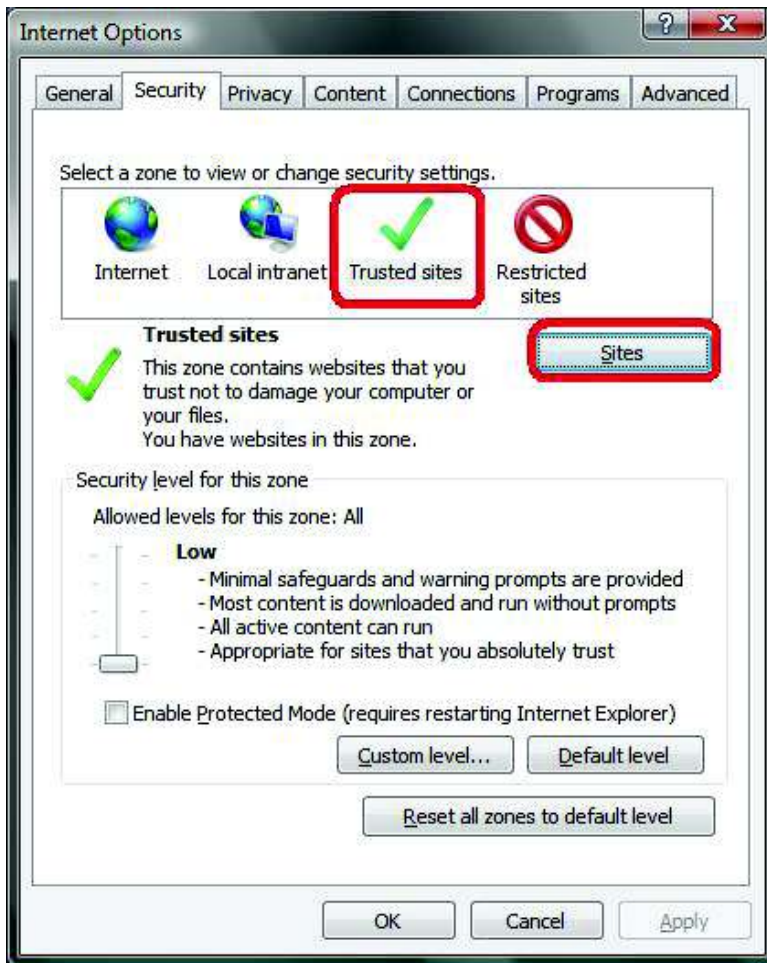 Internet Options
?
X
General Security Privacy Content Connections Programs Advanced
Select a zone to view or change security settings.
Internet Local intranet Trusted sites Restricted
sites
Trusted sites
Sites
This zone contains websites that you
trust not to damage your computer or
your files.
You have websites in this zone.
Security level for this zone
Allowed levels for this zone: All
Low
- Minimal safeguards and warning prompts are provided
- Most content is downloaded and run without prompts
- All active content can run
- Appropriate for sites that you absolutely trust
Enable Protected Mode (requires restarting Internet Explorer)
Custom level... Default level
Reset all zones to default level
OK Cancel Apply